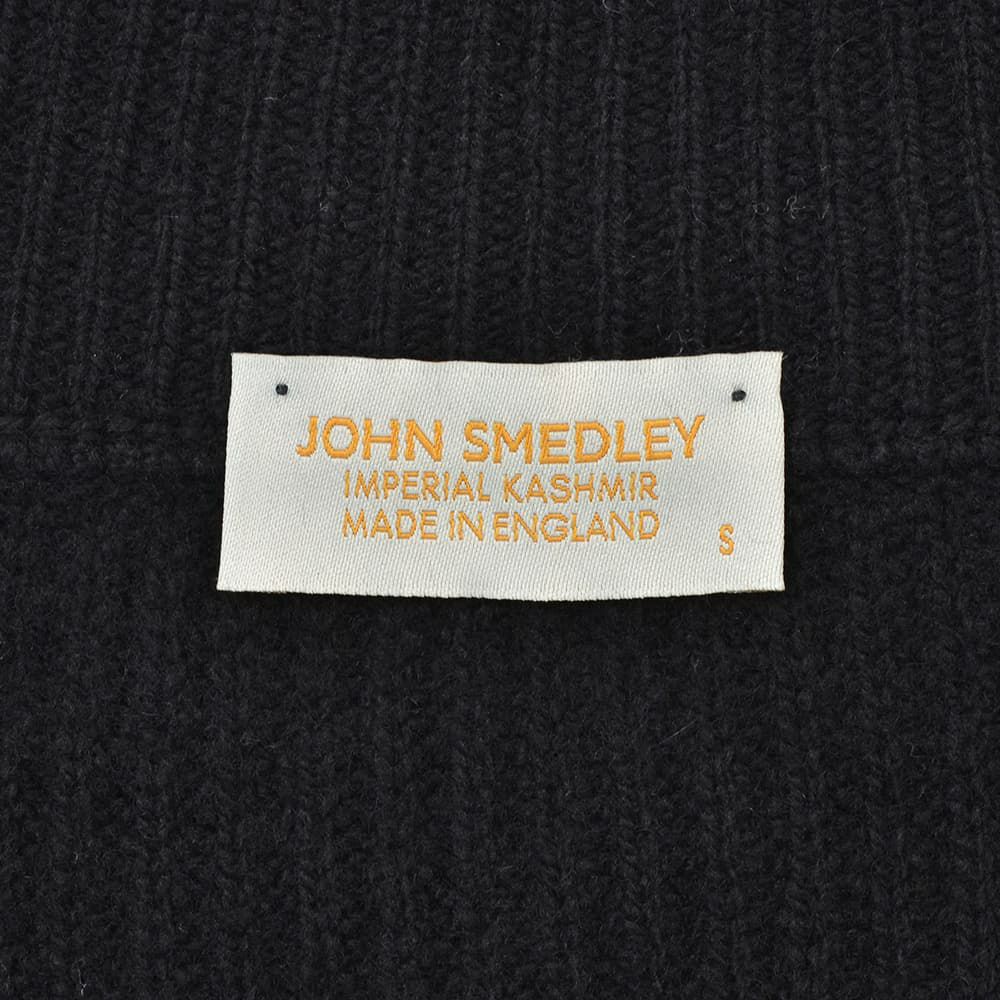 JOHN SMEDLEY
IMPERIAL KASHMIR
MADE IN ENGLAND
S